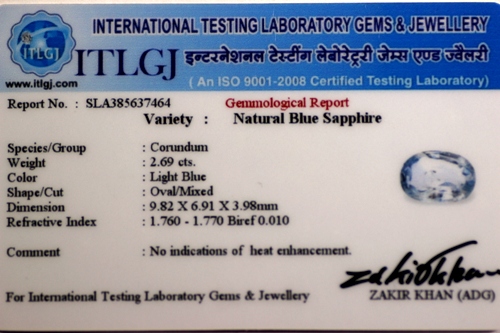 INTERNATIONAL TESTING LABORATORY GEMS & JEWELLERY
ITLGJ
ITLGJ
इन्टरनेशनल टेस्टींग लेबोरेट्री जेम्स एण्ड ज्वैलरी
www.itlgj.com
( An ISO 9001-2008 Certified Testing Laboratory)
Report No. : SLA385637464
Gemmological Report
Variety : Natural Blue Sapphire
Species/Group : Corundum
Weight : 2.69 cts.
Color : Light Blue
Shape/Cut : Oval/Mixed
Dimension : 9.82 X 6.91 X 3.98mm
Refractive Index : 1.760 - 1.770 Biref 0.010
Comment : No indications of heat enhancement.
For International Testing Laboratory Gems & Jewellery
ZAKIR KHAN (ADG)